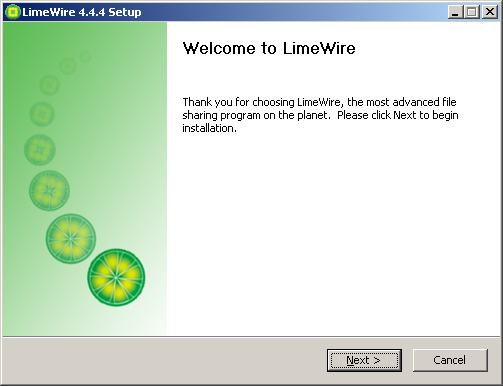 LimeWire 4.4.4 Setup
Welcome to LimeWire
Thank you for choosing LimeWire, the most advanced file
sharing program on the planet.  Please click Next to begin
installation.
Next >
Cancel